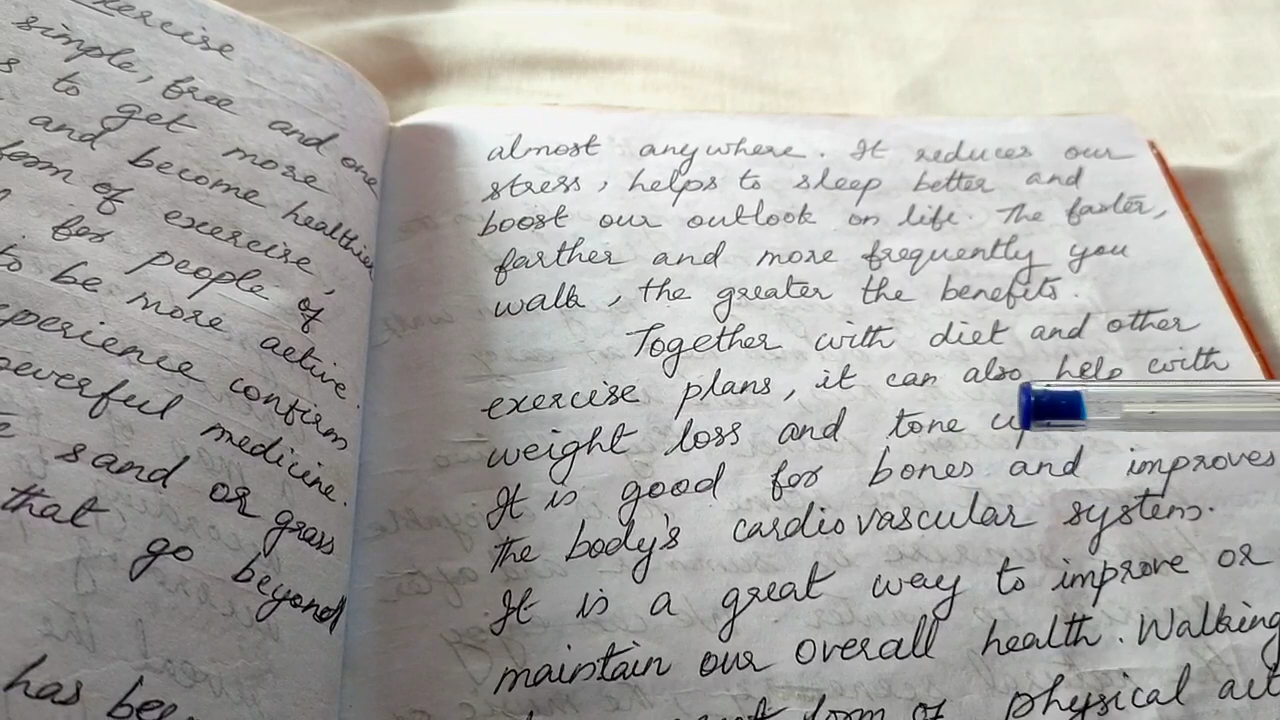 exercise
simple, free and one
to get more
and become healthier
form of exercise,
for people of
to be more active.
experience confirm
powerful medicine.
sand or grass
that go beyond
has been
almost anywhere. It reduces our
stress, helps to sleep better and
boost our outlook on life. The faster,
farther and more frequently you
walk, the greater the benefits.
Together with diet and other
exercise plans, it can also help with
weight loss and tone up
It is good for bones and improves
the body's cardiovascular system.
It is a great way to improve or
maintain our overall health. Walking
form of physical